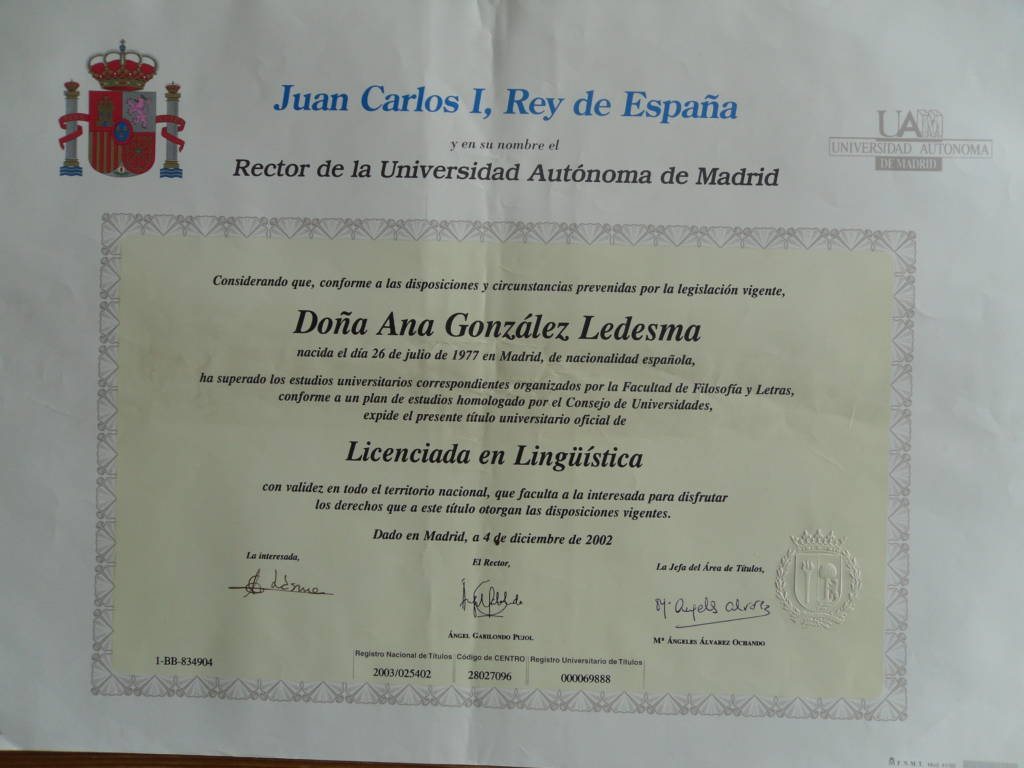 Juan Carlos I, Rey de España
y en su nombre el
Rector de la Universidad Autónoma de Madrid
UAM
UNIVERSIDAD AUTONOMA
DE MADRID
Considerando que, conforme a las disposiciones y circunstancias prevenidas por la legislación vigente,
Doña Ana González Ledesma
nacida el día 26 de julio de 1977 en Madrid, de nacionalidad española,
ha superado los estudios universitarios correspondientes organizados por la Facultad de Filosofía y Letras,
conforme a un plan de estudios homologado por el Consejo de Universidades,
expide el presente título universitario oficial de
Licenciada en Lingüística
con validez en todo el territorio nacional, que faculta a la interesada para disfrutar
los derechos que a este título otorgan las disposiciones vigentes.
Dado en Madrid, a 4 de diciembre de 2002
La interesada,
El Rector,
La Jefa del Área de Títulos,
Mª Angeles Alvarez
ÁNGEL GABILONDO PUJOL
Mª ÁNGELES ÁLVAREZ OCHANDO
1-BB-834904
Registro Nacional de Títulos Código de CENTRO Registro Universitario de Títulos
2003/025402 28027096 000069888
F.N.M.T.